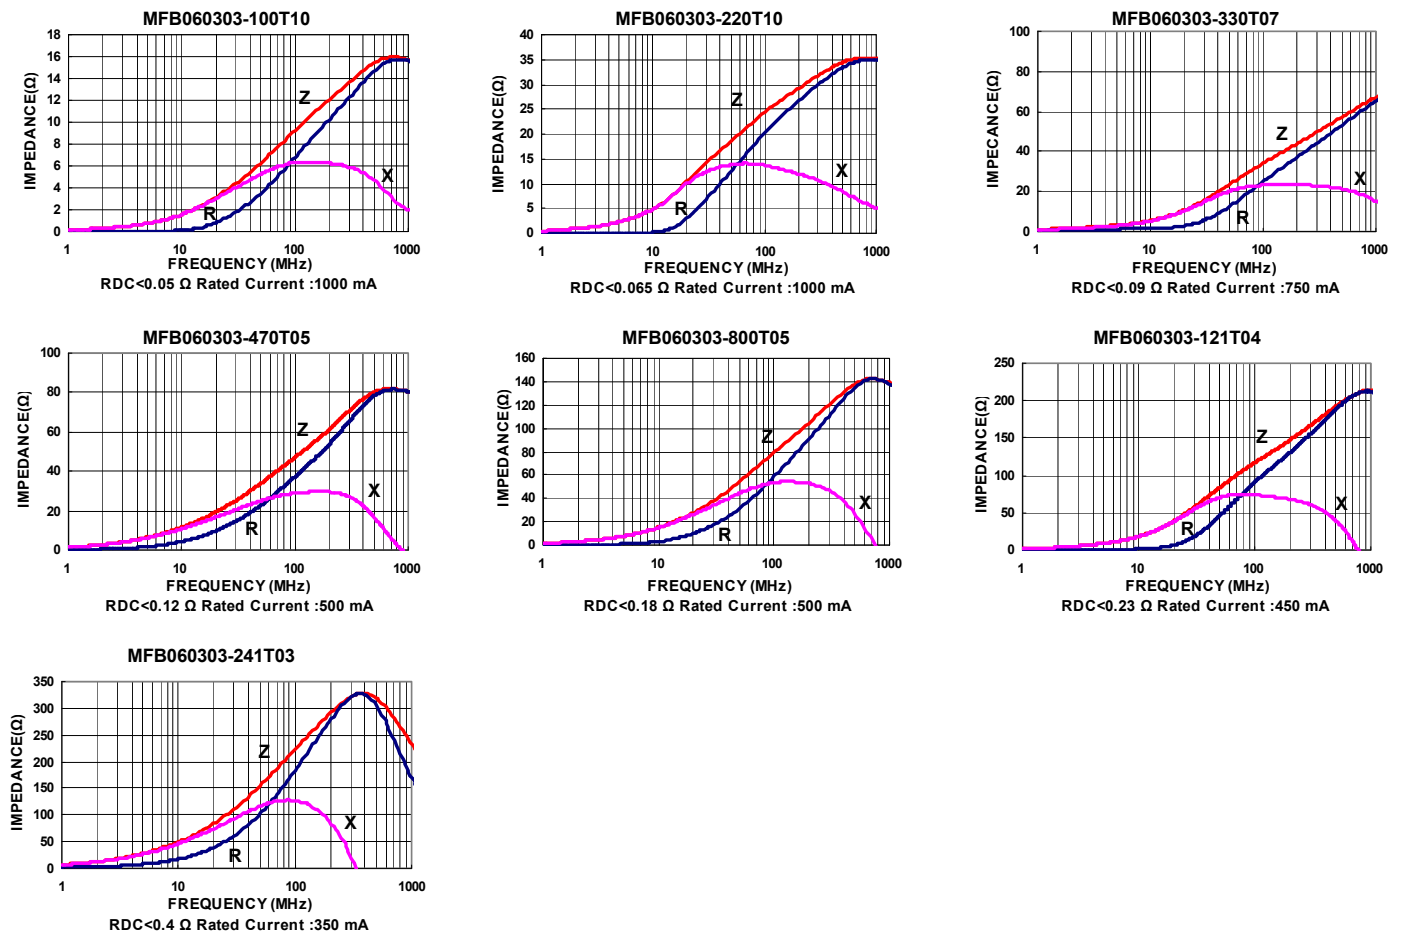 MFB060303-100T10
IMPEDANCE(Ω)
18
16
14
12
10
8
6
4
2
0
Z
X
R
1
10
100
1000
FREQUENCY (MHz)
RDC<0.05 Ω Rated Current :1000 mA
MFB060303-220T10
IMPEDANCE(Ω)
40
35
30
25
20
15
10
5
0
Z
X
R
1
10
100
1000
FREQUENCY (MHz)
RDC<0.065 Ω Rated Current :1000 mA
MFB060303-330T07
IMPECANCE(Ω)
100
80
60
40
20
0
Z
X
R
1
10
100
1000
FREQUENCY (MHz)
RDC<0.09 Ω Rated Current :750 mA
MFB060303-470T05
IMPEDANCE(Ω)
100
80
60
40
20
0
Z
X
R
1
10
100
1000
FREQUENCY (MHz)
RDC<0.12 Ω Rated Current :500 mA
MFB060303-800T05
IMPEDANCE(Ω)
160
140
120
100
80
60
40
20
0
Z
X
R
1
10
100
1000
FREQUENCY (MHz)
RDC<0.18 Ω Rated Current :500 mA
MFB060303-121T04
IMPEDANCE(Ω)
250
200
150
100
50
0
Z
X
R
1
10
100
1000
FREQUENCY (MHz)
RDC<0.23 Ω Rated Current :450 mA
MFB060303-241T03
IMPEDANCE(Ω)
350
300
250
200
150
100
50
0
Z
X
R
1
10
100
1000
FREQUENCY (MHz)
RDC<0.4 Ω Rated Current :350 mA